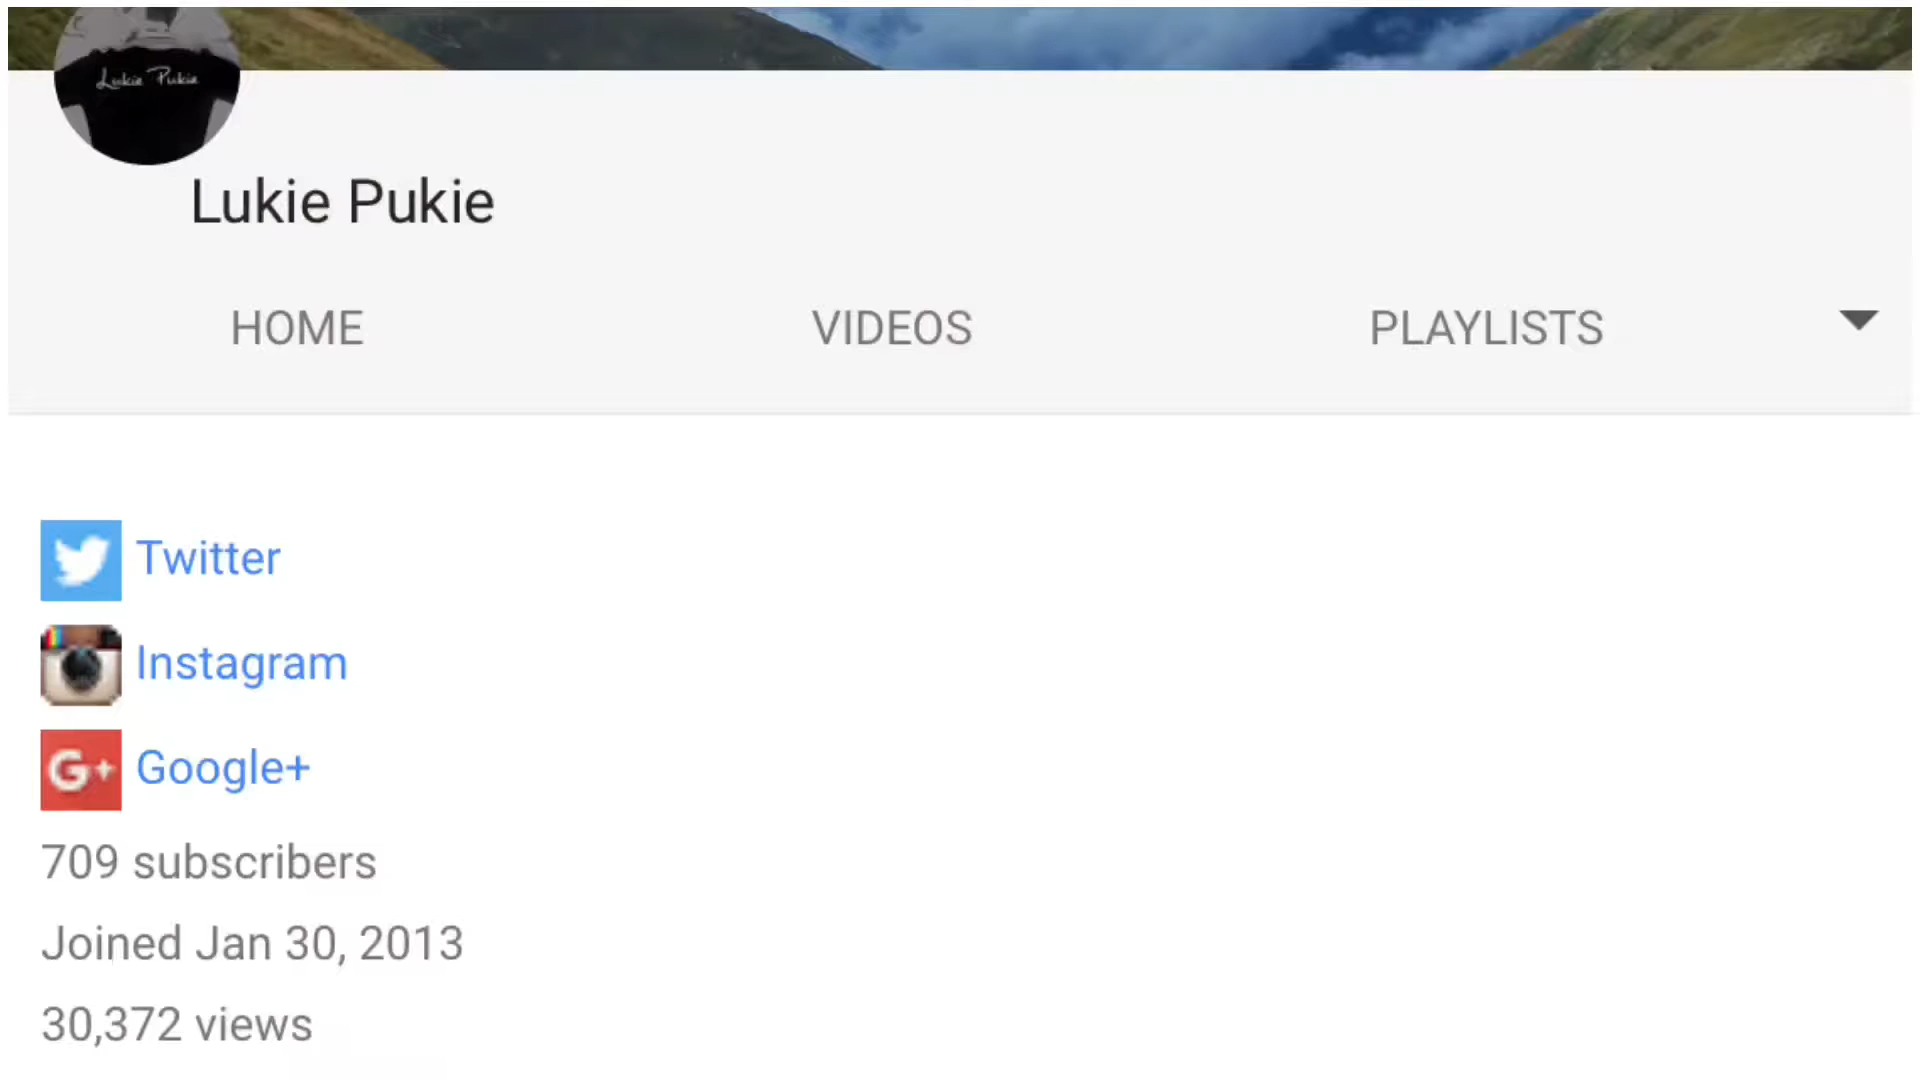 Lukie Pukie
Lukie Pukie
HOME
VIDEOS
PLAYLISTS
Twitter
Instagram
G+ Google+
709 subscribers
Joined Jan 30, 2013
30,372 views